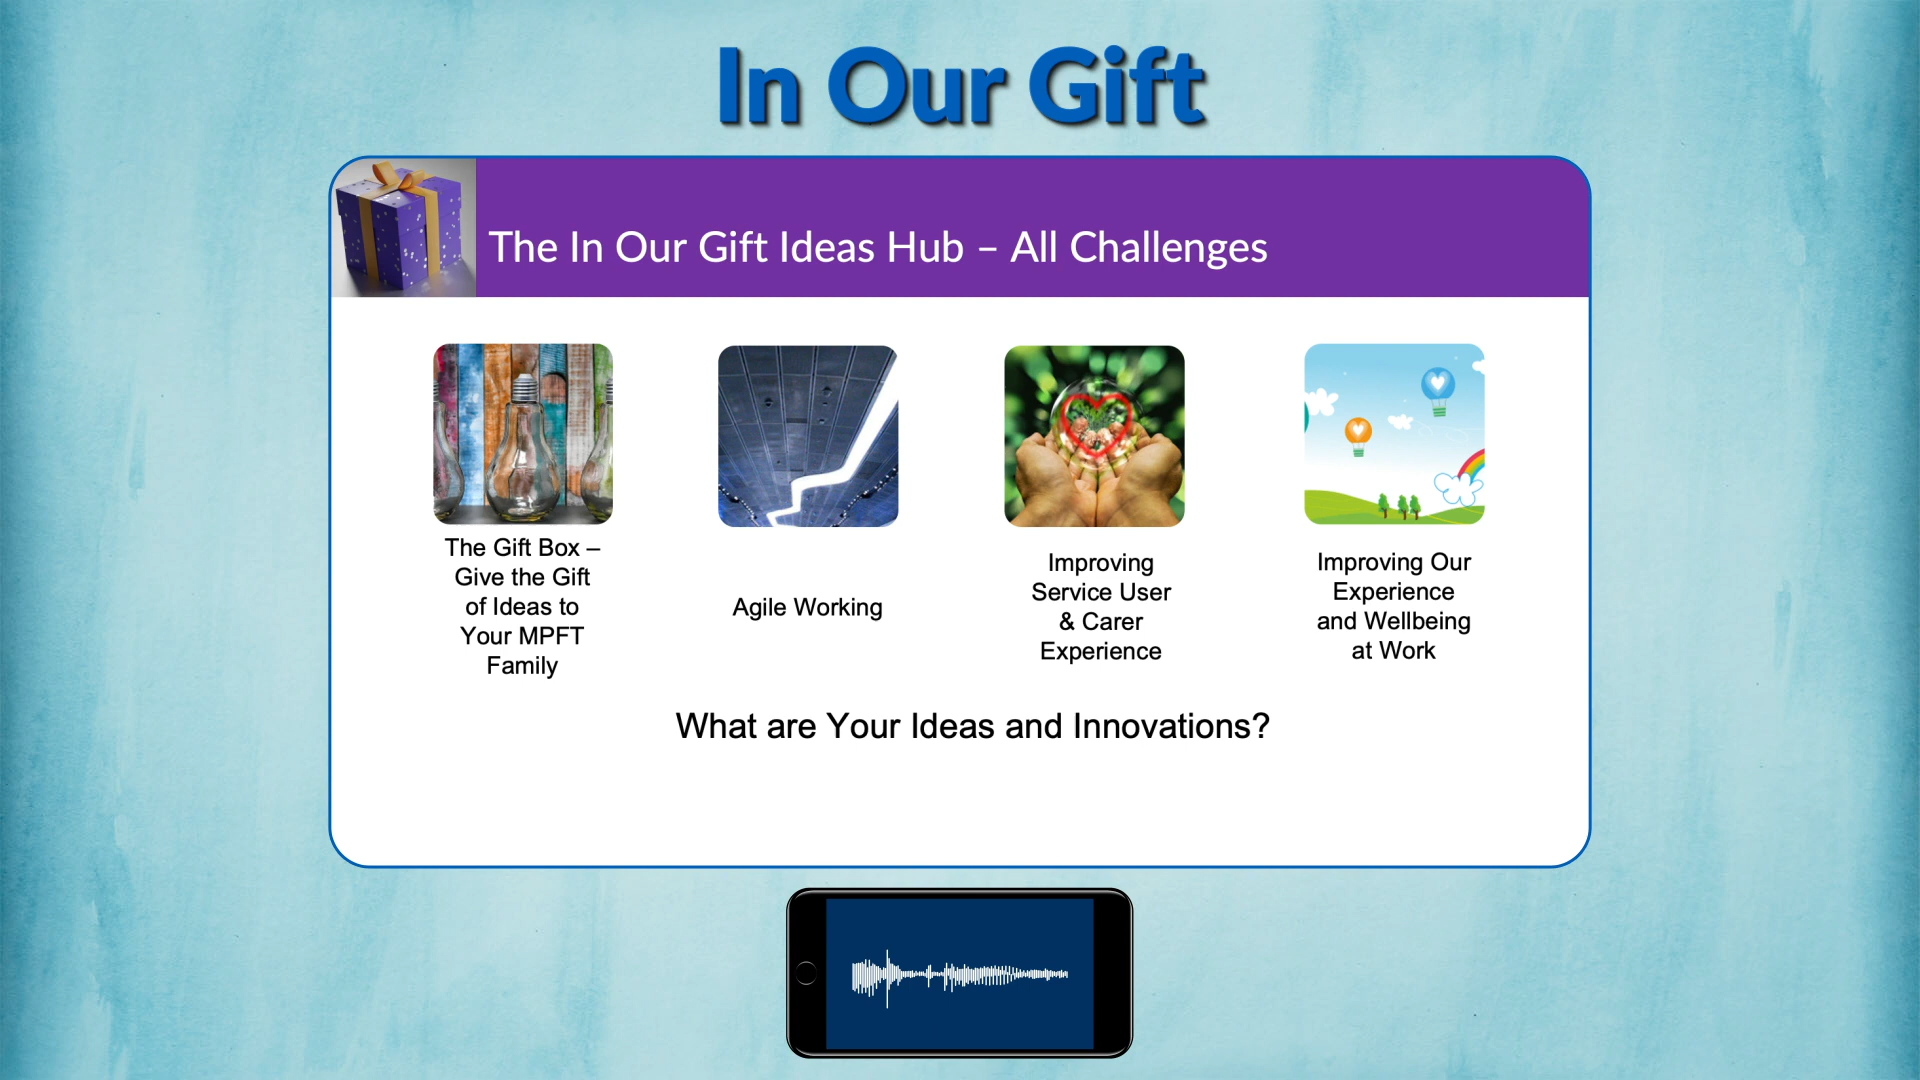 In Our Gift
The In Our Gift Ideas Hub – All Challenges
The Gift Box –
Give the Gift
of Ideas to
Your MPFT
Family
Agile Working
Improving
Service User
& Carer
Experience
Improving Our
Experience
and Wellbeing
at Work
What are Your Ideas and Innovations?